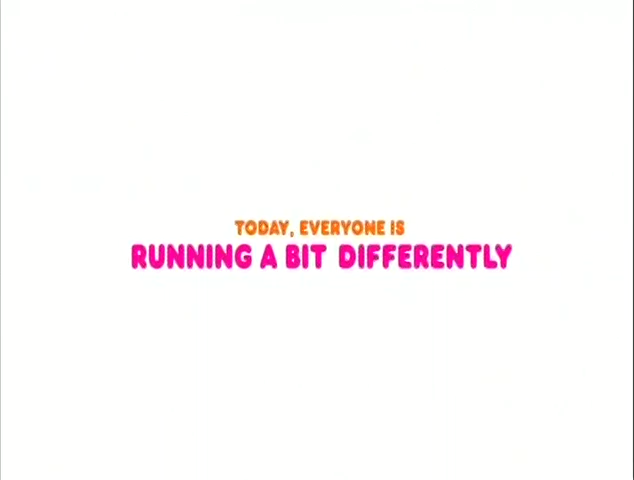 TODAY, EVERYONE IS
RUNNING A BIT DIFFERENTLY